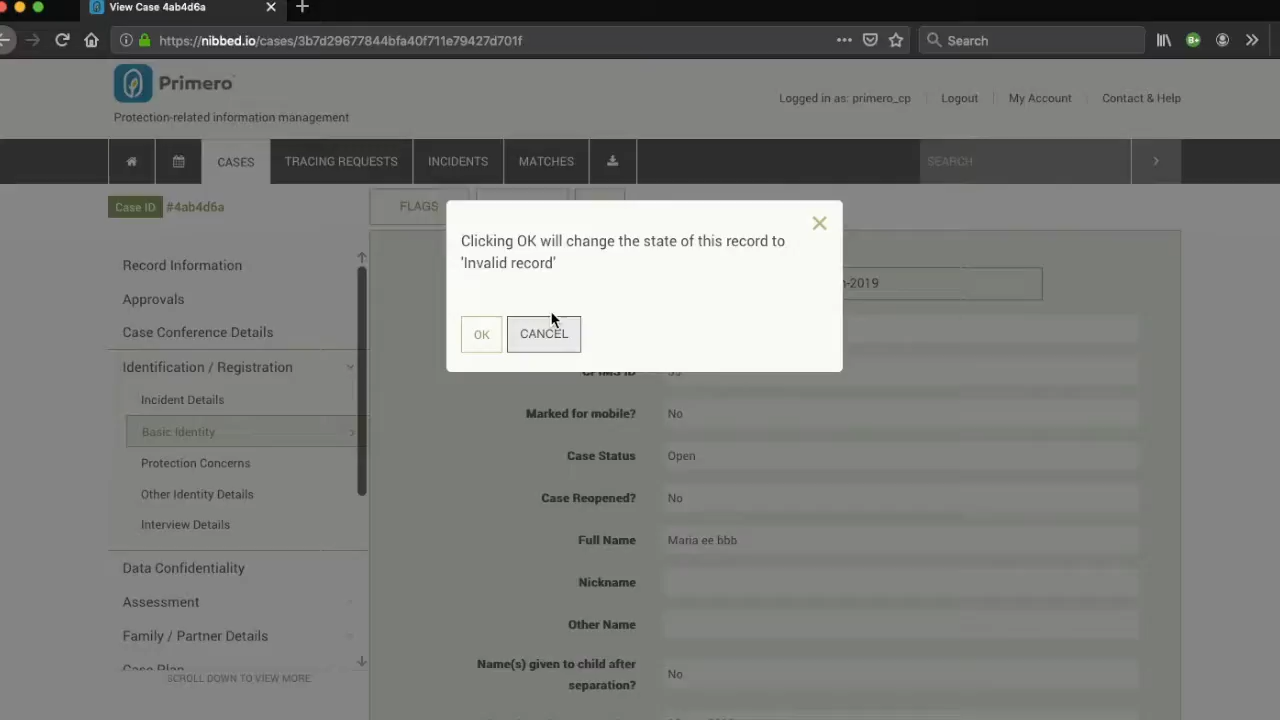 View Case 4ab4d6a
https://nibbed.io/cases/3b7d29677844bfa40f711e79427d701f
Search
Primero
Protection-related information management
Logged in as: primero_cp
Logout
My Account
Contact & Help
CASES
TRACING REQUESTS
INCIDENTS
MATCHES
SEARCH
Case ID
#4ab4d6a
FLAGS
Clicking OK will change the state of this record to
'Invalid record'
OK
CANCEL
-2019
Record Information
Approvals
Case Conference Details
Identification / Registration
Incident Details
Basic Identity
Protection Concerns
Other Identity Details
Interview Details
Data Confidentiality
Assessment
Family / Partner Details
Case Plan
SCROLL DOWN TO VIEW MORE
CPIMS ID
Marked for mobile?
No
Case Status
Open
Case Reopened?
No
Full Name
Maria ee bbb
Nickname
Other Name
Name(s) given to child after
separation?
No